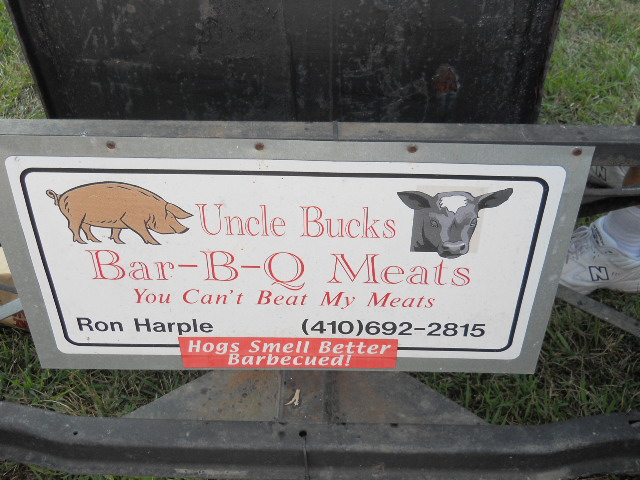 Uncle Bucks
Bar-B-Q Meats
You Can't Beat My Meats
Ron Harple (410)692-2815
Hogs Smell Better
Barbecued!
N